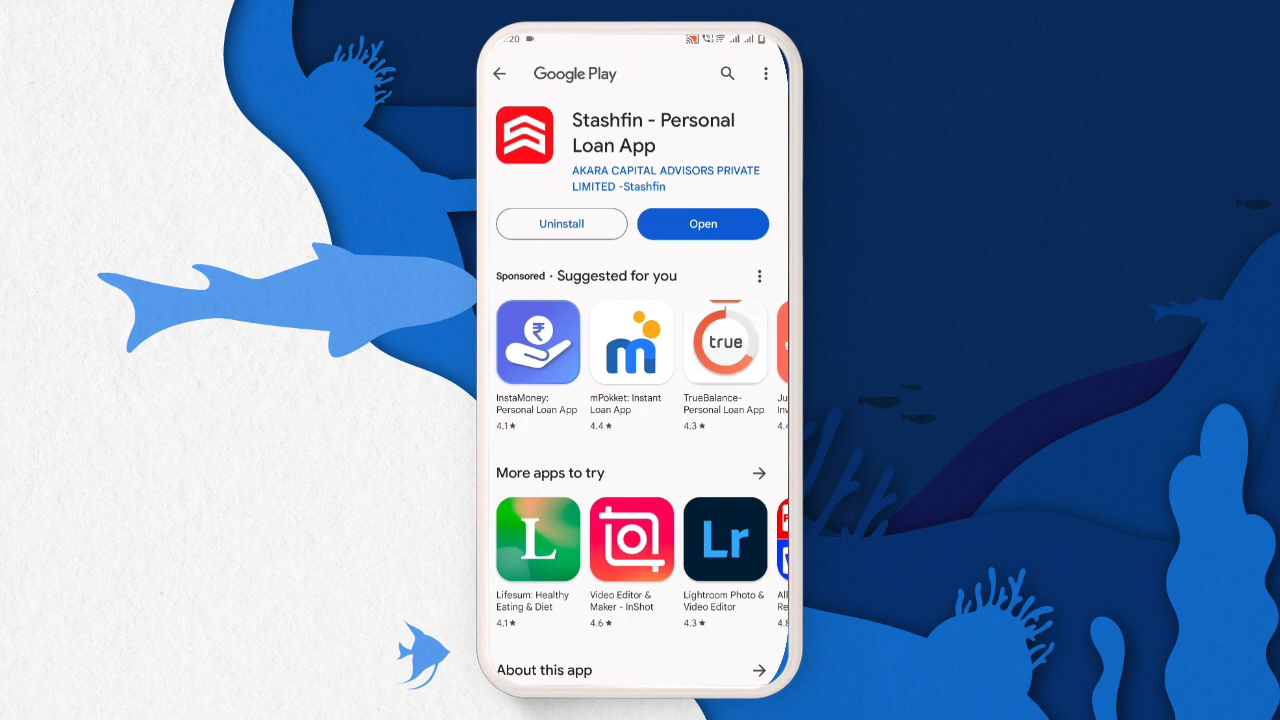 :20
Google Play
Stashfin - Personal
Loan App
AKARA CAPITAL ADVISORS PRIVATE
LIMITED -Stashfin
Uninstall
Open
Sponsored · Suggested for you
₹
m
true
InstaMoney:
Personal Loan App
4.1★
mPokket: Instant
Loan App
4.4★
TrueBalance-
Personal Loan App
4.3★
More apps to try
L
Lr
Lifesum: Healthy
Eating & Diet
4.1★
Video Editor &
Maker - InShot
4.6★
Lightroom Photo &
Video Editor
4.3★
About this app